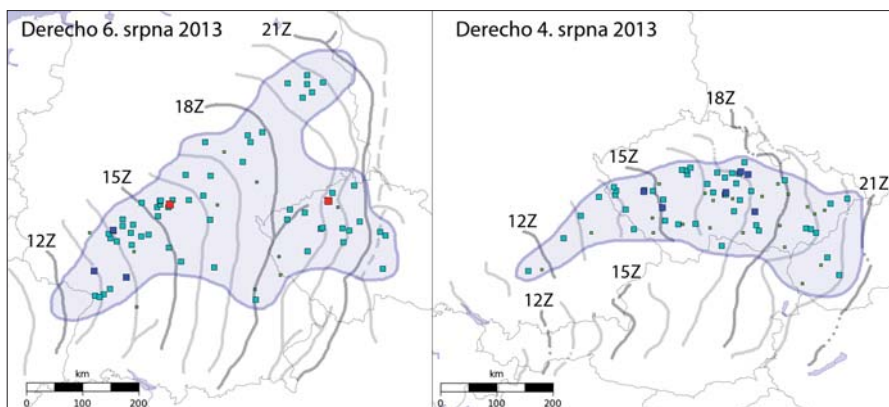 Derecho 6. srpna 2013
21Z
18Z
15Z
12Z
km
0 100 200
Derecho 4. srpna 2013
18Z
15Z
21Z
12Z
15Z
12Z
km
0 100 200